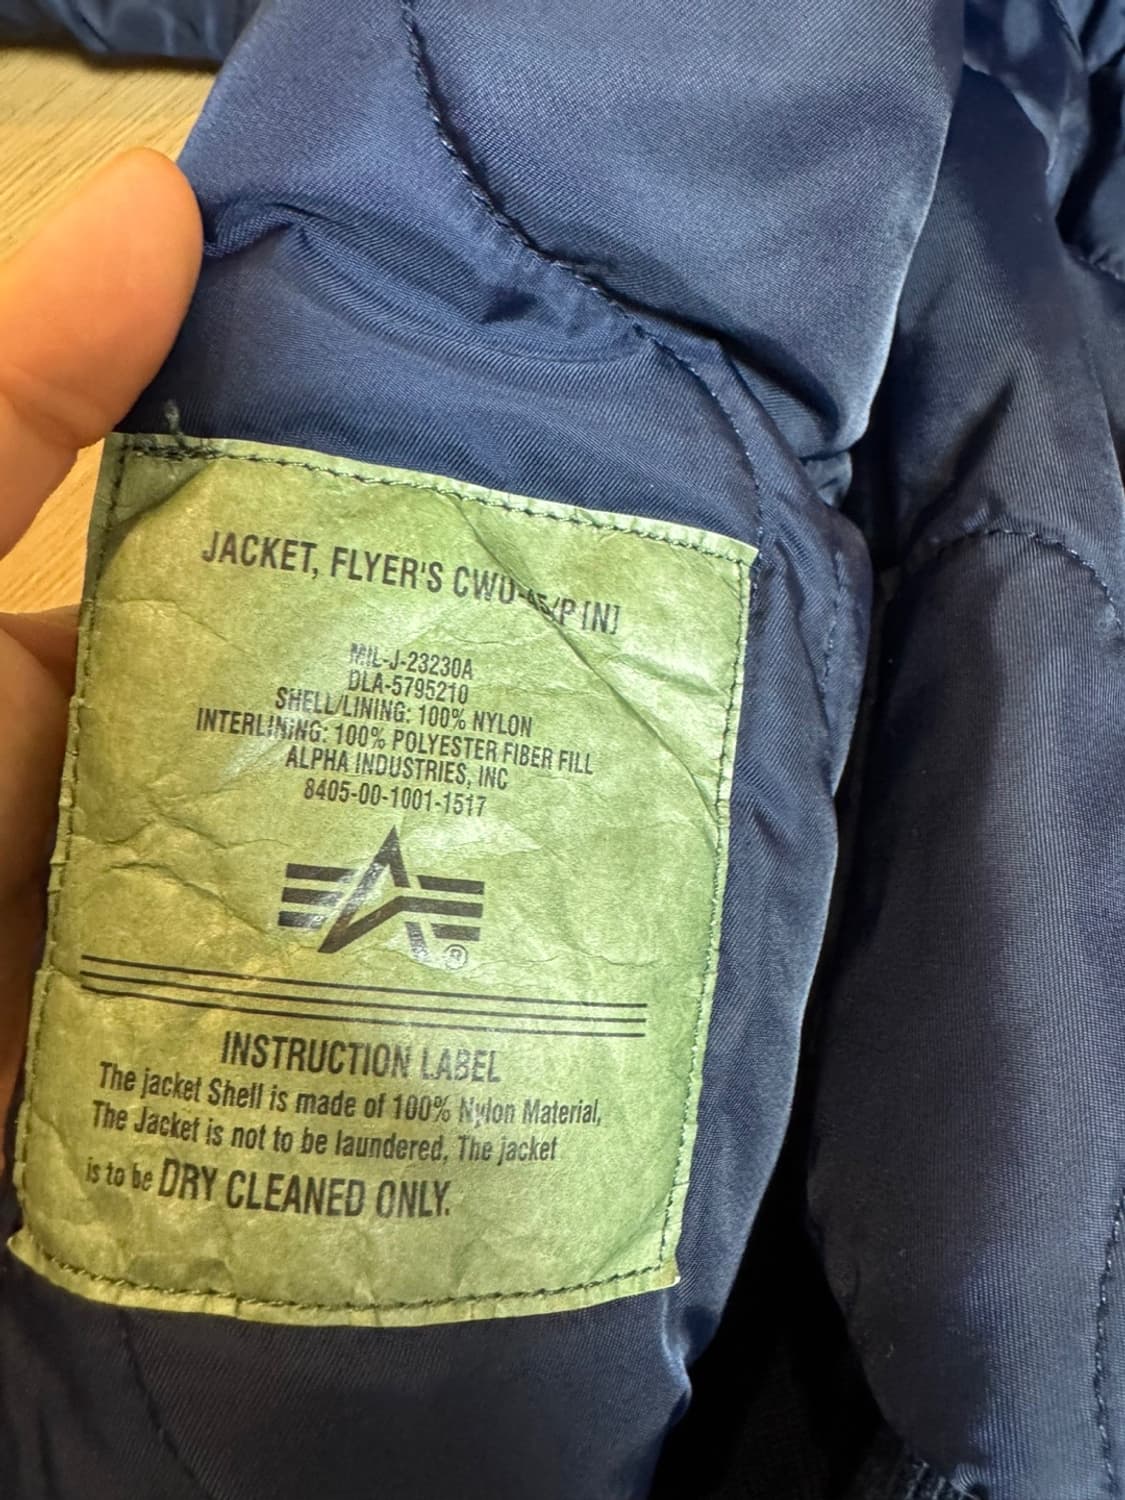 JACKET, FLYER'S CWU-45/P [N]
MIL-J-23230A
DLA-5795210
SHELL/LINING: 100% NYLON
INTERLINING: 100% POLYESTER FIBER FILL
ALPHA INDUSTRIES, INC
8405-00-1001-1517
®
INSTRUCTION LABEL
The jacket Shell is made of 100% Nylon Material,
The Jacket is not to be laundered, The jacket
is to be DRY CLEANED ONLY.